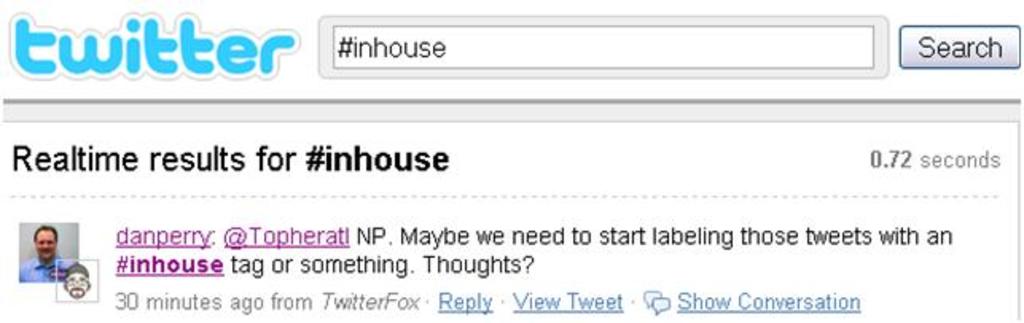 twitter #inhouse Search
Realtime results for #inhouse 0.72 seconds
danperry: @Topheratl NP. Maybe we need to start labeling those tweets with an
#inhouse tag or something. Thoughts?
30 minutes ago from TwitterFox · Reply · View Tweet · Show Conversation